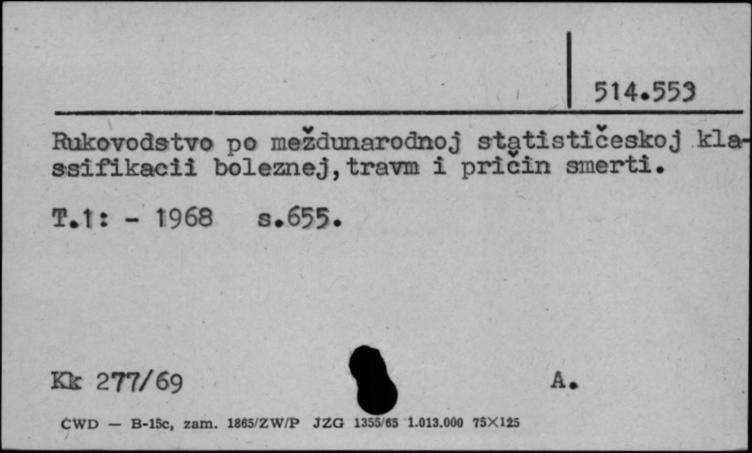 514.553
Rukovodstvo po meždunarodnoj statističeskoj kla-
ssifikacii boleznej,travm i pričin smerti.
T.1: - 1968 s.655.
Kk 277/69 A.
CWD — B-15c, zam. 1865/ZW/P JZG 1355/65 1.013.000 75X125